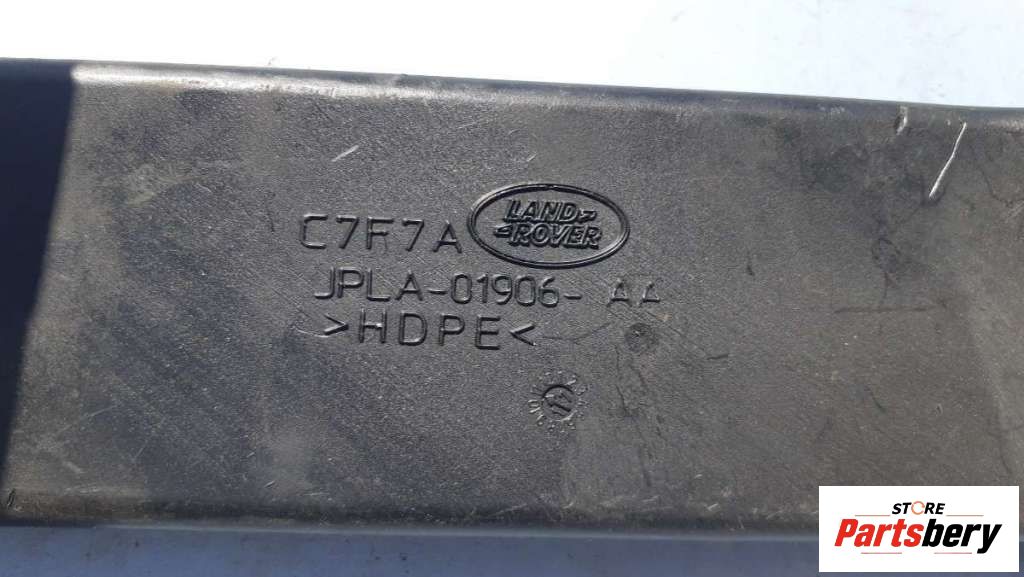 C7F7A LAND
ROVER
JPLA-01906- AA
>HDPE<
STORE
Partsbery